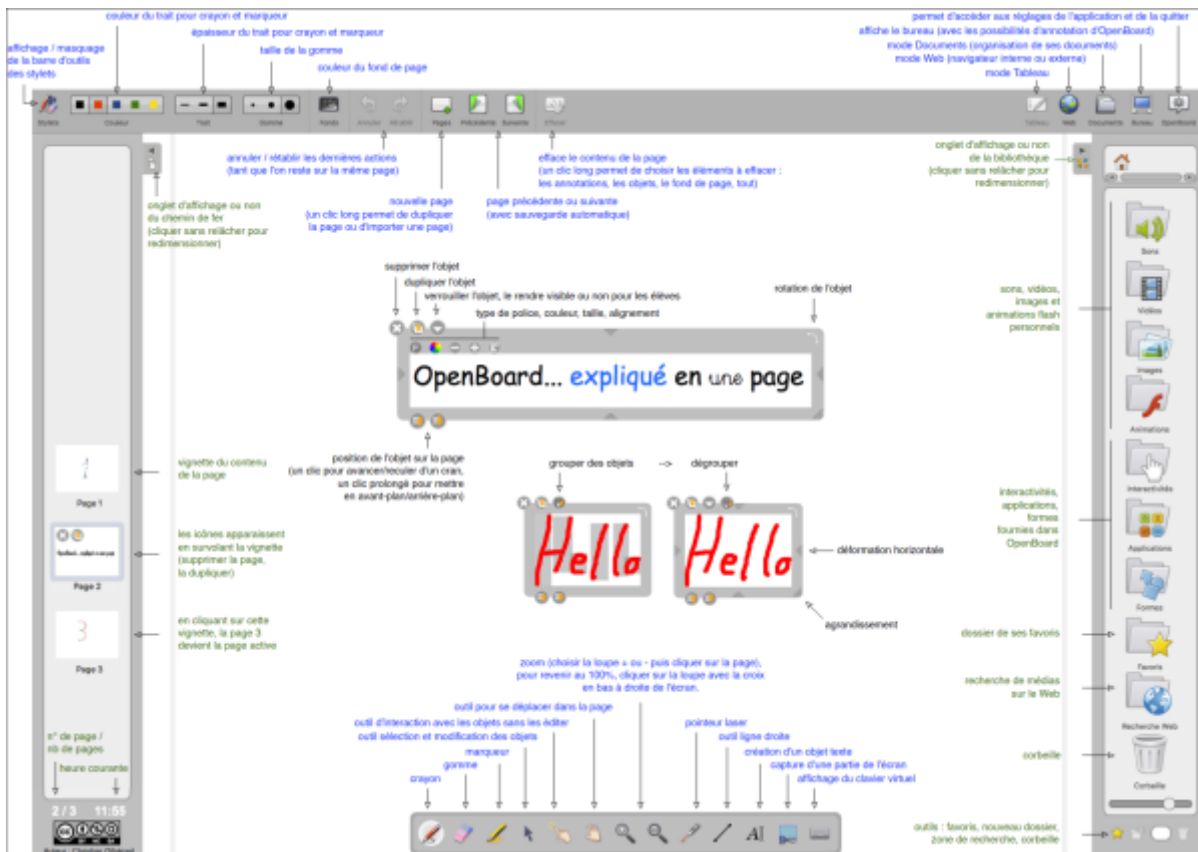 couleur du trait pour crayon et marqueur
épaisseur du trait pour crayon et marqueur
taille de la gomme
couleur du fond de page
affichage / masquage
de la barre d'outils
des stylets
permet d'accéder aux réglages de l'application et de la quitter
affiche le bureau (avec les possibilités d'annotation d'OpenBoard)
mode Documents (organisation de ses documents)
mode Web (navigateur interne ou externe)
mode Tableau
Stylets
Couleur
Trait
Gomme
Fonds
Annuler
Rétablir
Pages
Précédente
Suivante
Effacer
Tableau
Web
Documents
Bureau
OpenBoard
annuler / rétablir les dernières actions
(tant que l'on reste sur la même page)
efface le contenu de la page
(un clic long permet de choisir les éléments à effacer :
les annotations, les objets, le fond de page, tout)
onglet d'affichage ou non
de la bibliothèque
(cliquer sans relâcher pour
redimensionner)
onglet d'affichage ou non
du chemin de fer
(cliquer sans relâcher pour
redimensionner)
nouvelle page
(un clic long permet de dupliquer
la page ou d'importer une page)
page précédente ou suivante
(avec sauvegarde automatique)
supprimer l'objet
dupliquer l'objet
verrouiller l'objet, le rendre visible ou non pour les élèves
type de police, couleur, taille, alignement
rotation de l'objet
OpenBoard... expliqué en une page
position de l'objet sur la page
(un clic pour avancer/reculer d'un cran,
un clic prolongé pour mettre
en avant-plan/arrière-plan)
grouper des objets -> dégrouper
Hello
Hello
déformation horizontale
agrandissement
sons, vidéos,
images et
animations flash
personnels
Sons
Vidéos
Images
Animations
interactivités,
applications,
formes
fournies dans
OpenBoard
Interactivités
Applications
Formes
dossier de ses favoris
Favoris
recherche de médias
sur le Web
Recherche Web
corbeille
Corbeille
outils : favoris, nouveau dossier,
zone de recherche, corbeille
1
Page 1
vignette du contenu
de la page
Page 2
les icônes apparaissent
en survolant la vignette
(supprimer la page,
la dupliquer)
3
Page 3
en cliquant sur cette
vignette, la page 3
devient la page active
n° de page /
nb de pages
heure courante
2 / 3 11:55
zoom (choisir la loupe + ou - puis cliquer sur la page),
pour revenir au 100%, cliquer sur la loupe avec la croix
en bas à droite de l'écran.
outil pour se déplacer dans la page
outil d'interaction avec les objets sans les éditer
outil sélection et modification des objets
marqueur
gomme
crayon
pointeur laser
outil ligne droite
création d'un objet texte
capture d'une partie de l'écran
affichage du clavier virtuel